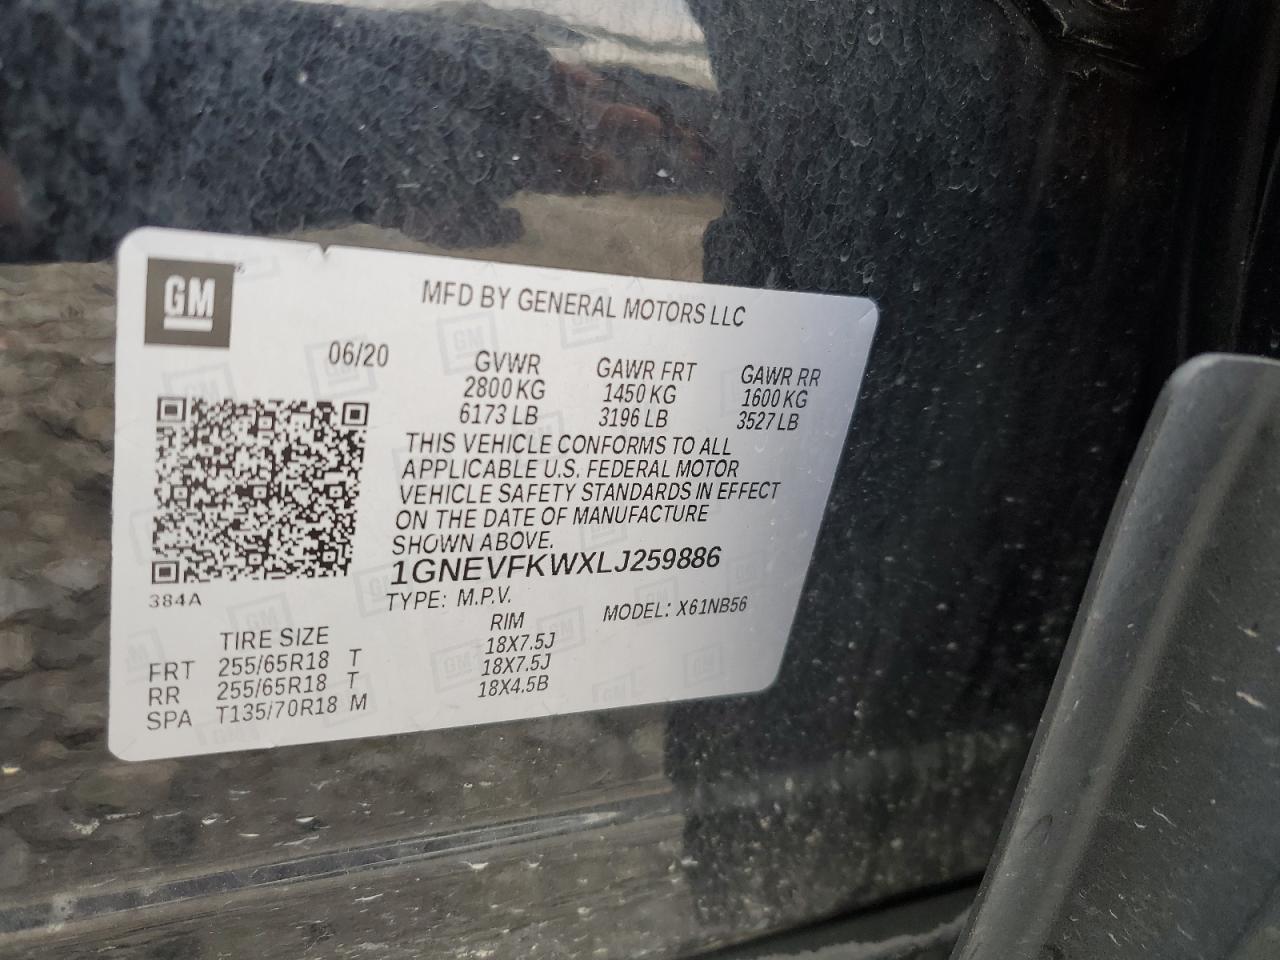 GM
MFD BY GENERAL MOTORS LLC
06/20
GVWR GAWR FRT GAWR RR
2800 KG 1450 KG 1600 KG
6173 LB 3196 LB 3527 LB
THIS VEHICLE CONFORMS TO ALL
APPLICABLE U.S. FEDERAL MOTOR
VEHICLE SAFETY STANDARDS IN EFFECT
ON THE DATE OF MANUFACTURE
SHOWN ABOVE.
1GNEVFKWXLJ259886
384A
TYPE: M.P.V. MODEL: X61NB56
TIRE SIZE RIM
FRT 255/65R18 T 18X7.5J
RR 255/65R18 T 18X7.5J
SPA T135/70R18 M 18X4.5B